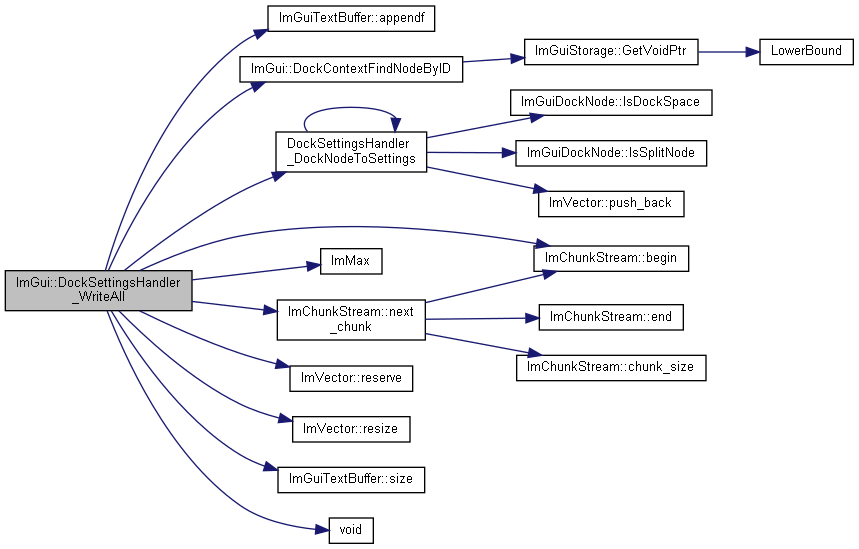 ImGuiTextBuffer::appendf
ImGui::DockContextFindNodeByID
ImGuiStorage::GetVoidPtr
LowerBound
DockSettingsHandler
_DockNodeToSettings
ImGuiDockNode::IsDockSpace
ImGuiDockNode::IsSplitNode
ImVector::push_back
ImGui::DockSettingsHandler
_WriteAll
ImMax
ImChunkStream::begin
ImChunkStream::next
_chunk
ImChunkStream::end
ImChunkStream::chunk_size
ImVector::reserve
ImVector::resize
ImGuiTextBuffer::size
void